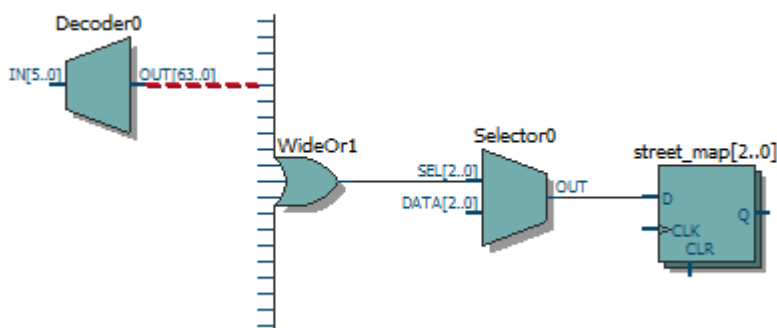 Decoder0
IN[5..0]
OUT[63..0]
WideOr1
Selector0
SEL[2..0]
DATA[2..0]
OUT
street_map[2..0]
D
CLK
CLR
Q